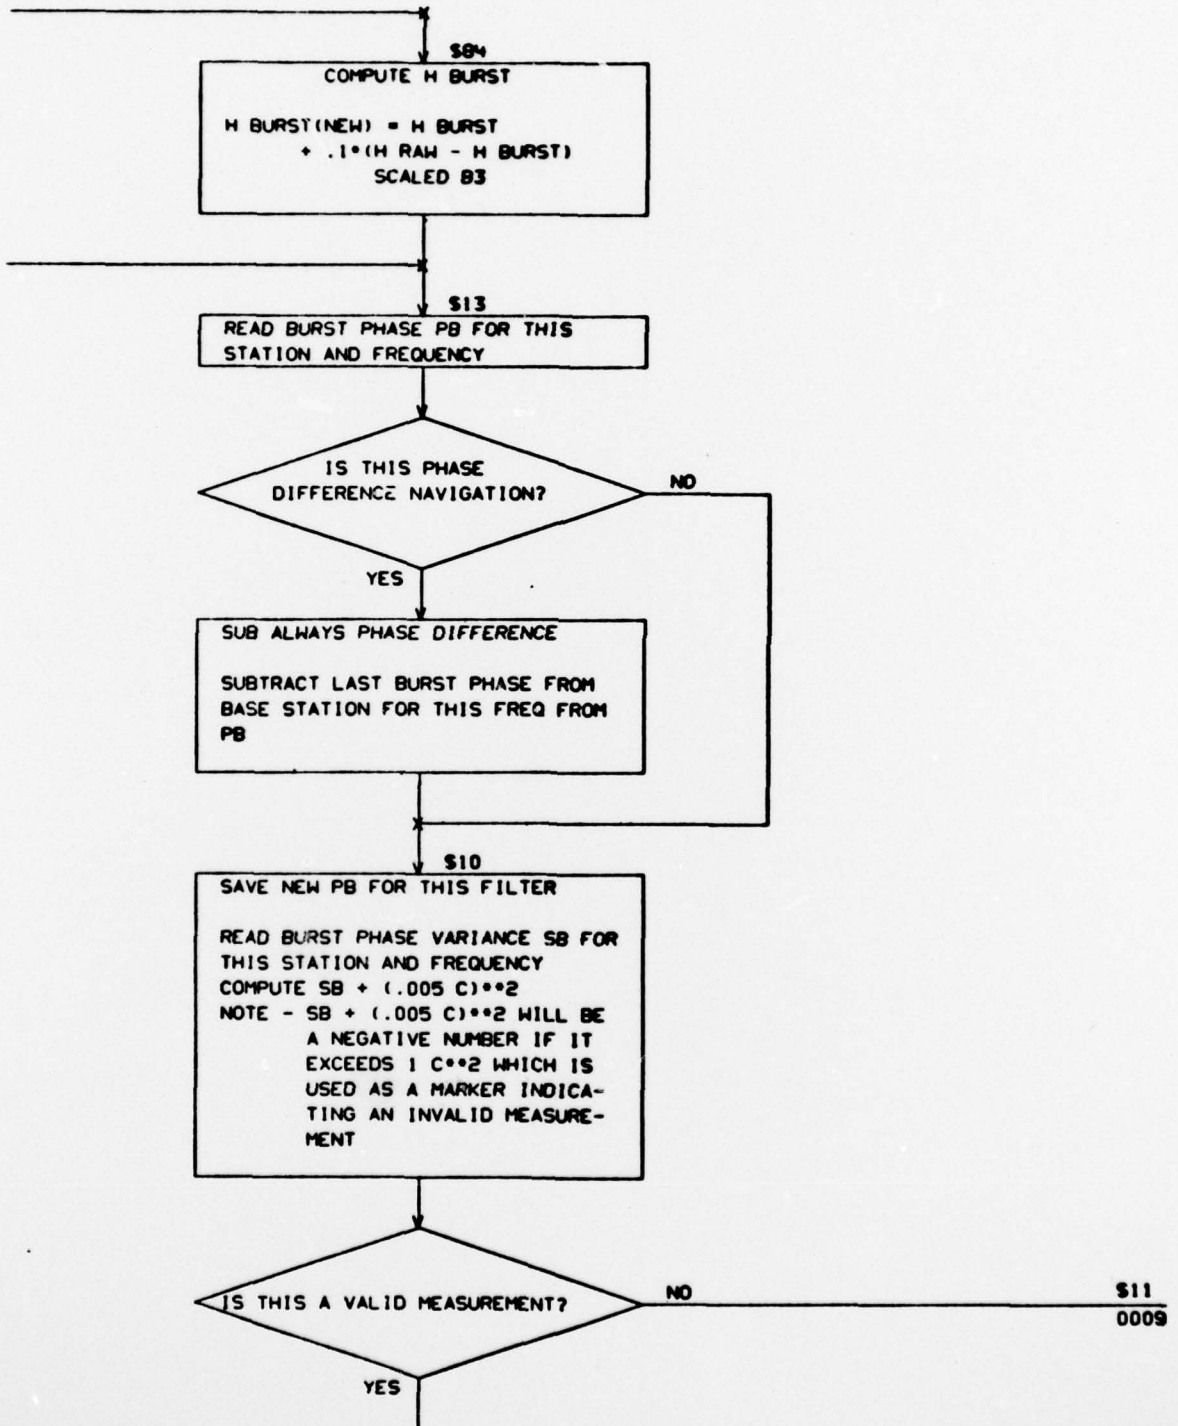 $84
COMPUTE H BURST
H BURST(NEW) = H BURST
+ .1*(H RAW - H BURST)
SCALED B3
$13
READ BURST PHASE PB FOR THIS
STATION AND FREQUENCY
IS THIS PHASE
DIFFERENCE NAVIGATION?
NO
YES
SUB ALWAYS PHASE DIFFERENCE
SUBTRACT LAST BURST PHASE FROM
BASE STATION FOR THIS FREQ FROM
PB
$10
SAVE NEW PB FOR THIS FILTER
READ BURST PHASE VARIANCE SB FOR
THIS STATION AND FREQUENCY
COMPUTE SB + (.005 C)**2
NOTE - SB + (.005 C)**2 WILL BE
A NEGATIVE NUMBER IF IT
EXCEEDS 1 C**2 WHICH IS
USED AS A MARKER INDICA-
TING AN INVALID MEASURE-
MENT
IS THIS A VALID MEASUREMENT?
NO
$11
0009
YES